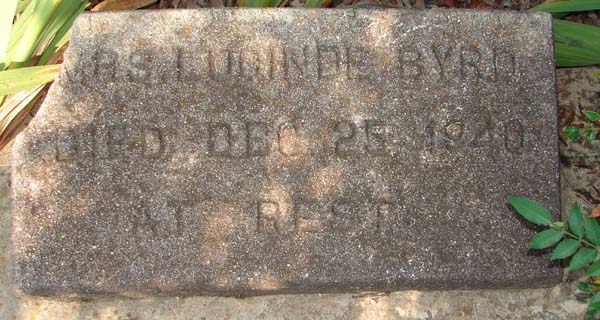 MRS. LUCINDE BYRD
DIED DEC 25 1940
AT REST